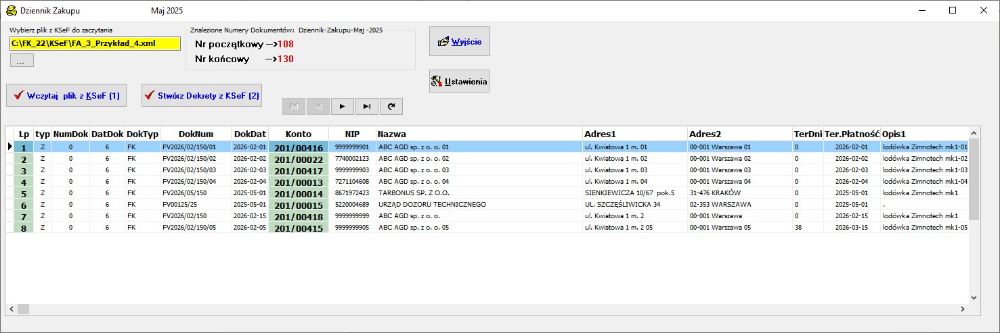 Dziennik Zakupu Maj 2025
Wybierz plik z KSeF do zaczytania
C:\FK_22\KSeF\FA_3_Przykład_4.xml
...
Znalezione Numery Dokumentów: Dziennik-Zakupu-Maj -2025
Nr początkowy -->108
Nr końcowy -->130
Wyjście
Ustawienia
Wczytaj plik z KSeF (1)
Stwórz Dekrety z KSeF (2)
Lp typ NumDok DatDok DokTyp DokNum DokDat Konto NIP Nazwa Adres1 Adres2 TerDni Ter.Płatność Opis1
1 Z 0 6 FK FV2026/02/150/01 2026-02-01 201/00416 9999999901 ABC AGD sp. z o. o. 01 ul. Kwiatowa 1 m. 01 00-001 Warszawa 01 0 2026-02-01 lodówka Zimnotech mk1-01
2 Z 0 6 FK FV2026/02/150/02 2026-02-02 201/00022 7740002123 ABC AGD sp. z o. o. 02 ul. Kwiatowa 1 m. 02 00-001 Warszawa 02 0 2026-02-02 lodówka Zimnotech mk1-02
3 Z 0 6 FK FV2026/02/150/03 2026-02-03 201/00417 9999999903 ABC AGD sp. z o. o. 03 ul. Kwiatowa 1 m. 03 00-001 Warszawa 03 0 2026-02-03 lodówka Zimnotech mk1-03
4 Z 0 6 FK FV2026/02/150/04 2026-02-04 201/00013 7271104608 ABC AGD sp. z o. o. 04 ul. Kwiatowa 1 m. 04 00-001 Warszawa 04 0 2026-02-04 lodówka Zimnotech mk1-04
5 Z 0 6 FK FV2026/05/150 2025-05-01 201/00014 8671972423 TARBONUS SP. Z O.O. SIENKIEWICZA 10/67 pok.5 31-476 KRAKÓW 0 2025-05-01 lodówka Zimnotech mk1
6 Z 0 6 FK FV00125/25 2025-05-01 201/00015 5220004689 URZĄD DOZORU TECHNICZNEGO UL. SZCZĘŚLIWICKA 34 02-353 WARSZAWA 0 2025-05-01 .
7 Z 0 6 FK FV2026/02/150 2026-02-15 201/00418 9999999999 ABC AGD sp. z o. o. ul. Kwiatowa 1 m. 2 00-001 Warszawa 0 2026-02-15 lodówka Zimnotech mk1
8 Z 0 6 FK FV2026/02/150/05 2026-02-05 201/00415 9999999905 ABC AGD sp. z o. o. 05 ul. Kwiatowa 1 m. 2 05 00-001 Warszawa 05 38 2026-03-15 lodówka Zimnotech mk1-05